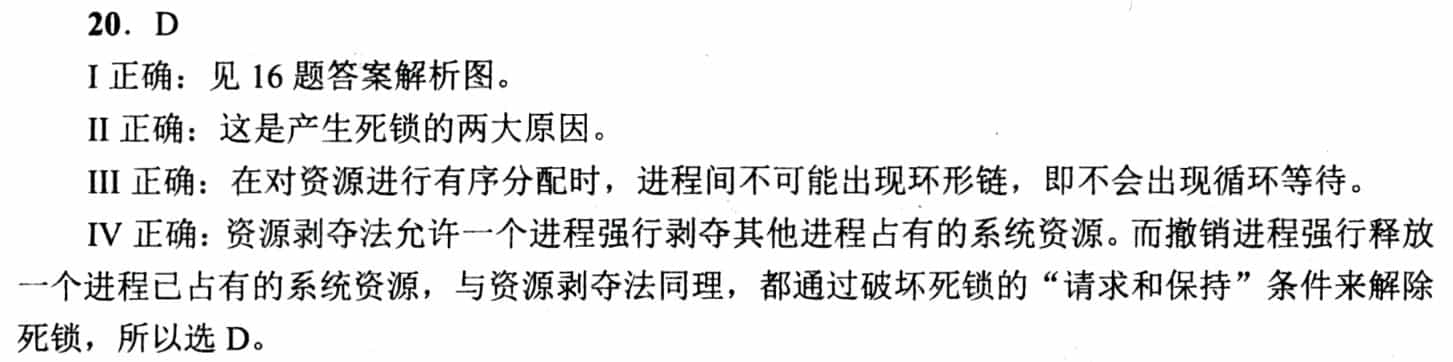 20. D
I 正确：见 16 题答案解析图。
II 正确：这是产生死锁的两大原因。
III 正确：在对资源进行有序分配时，进程间不可能出现环形链，即不会出现循环等待。
IV 正确：资源剥夺法允许一个进程强行剥夺其他进程占有的系统资源。而撤销进程强行释放
一个进程已占有的系统资源，与资源剥夺法同理，都通过破坏死锁的“请求和保持”条件来解除
死锁，所以选 D。